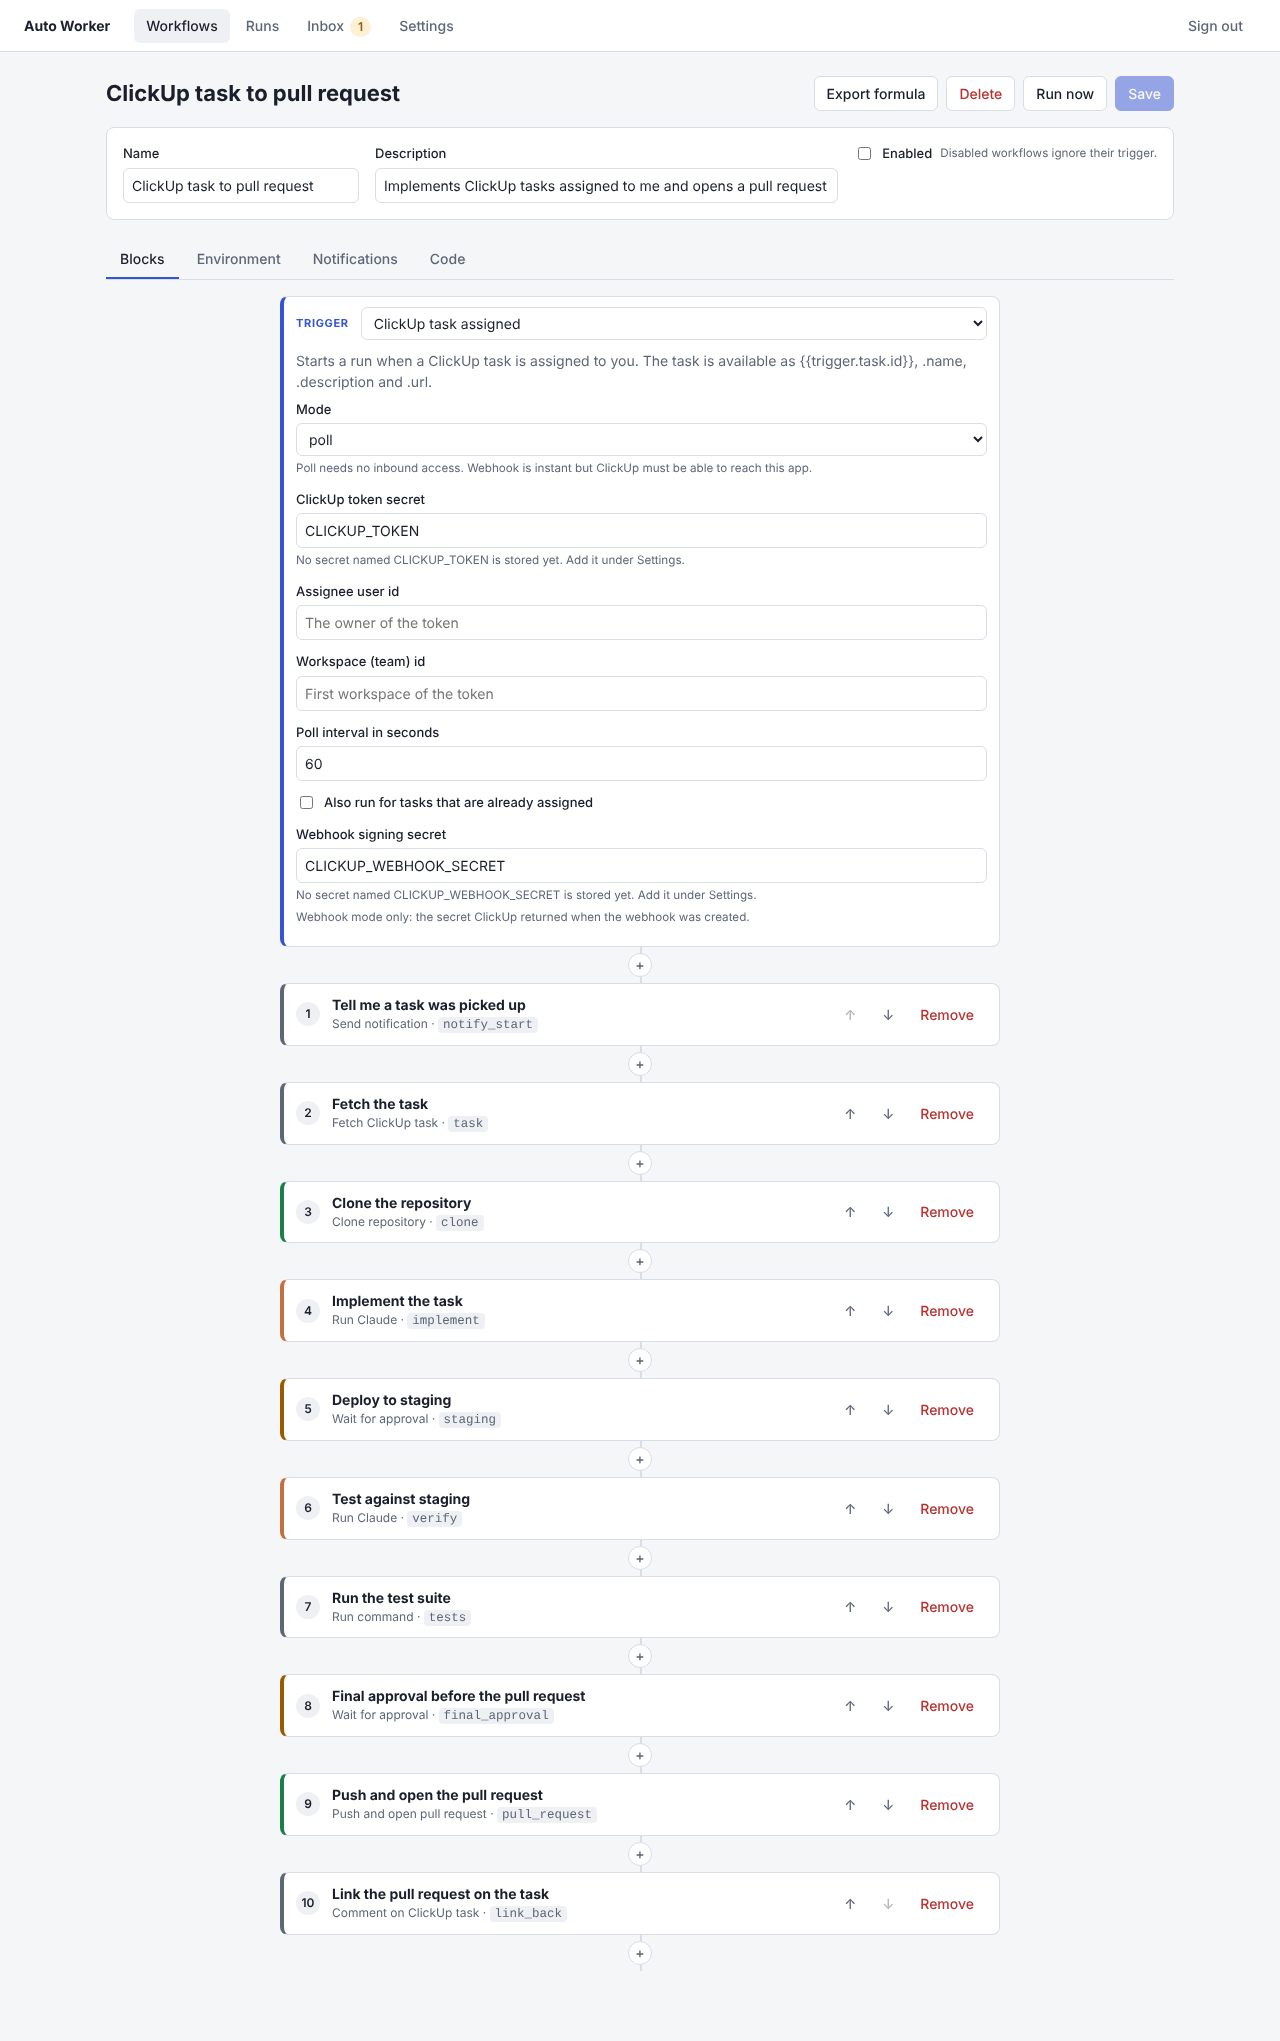 Auto Worker
Workflows
Runs
Inbox 1
Settings
Sign out
ClickUp task to pull request
Export formula
Delete
Run now
Save
Name
ClickUp task to pull request
Description
Implements ClickUp tasks assigned to me and opens a pull request
Enabled Disabled workflows ignore their trigger.
Blocks
Environment
Notifications
Code
TRIGGER
ClickUp task assigned
Starts a run when a ClickUp task is assigned to you. The task is available as {{trigger.task.id}}, .name,
.description and .url.
Mode
poll
Poll needs no inbound access. Webhook is instant but ClickUp must be able to reach this app.
ClickUp token secret
CLICKUP_TOKEN
No secret named CLICKUP_TOKEN is stored yet. Add it under Settings.
Assignee user id
The owner of the token
Workspace (team) id
First workspace of the token
Poll interval in seconds
60
Also run for tasks that are already assigned
Webhook signing secret
CLICKUP_WEBHOOK_SECRET
No secret named CLICKUP_WEBHOOK_SECRET is stored yet. Add it under Settings.
Webhook mode only: the secret ClickUp returned when the webhook was created.
+
1
Tell me a task was picked up
Send notification · notify_start
↑ ↓ Remove
+
2
Fetch the task
Fetch ClickUp task · task
↑ ↓ Remove
+
3
Clone the repository
Clone repository · clone
↑ ↓ Remove
+
4
Implement the task
Run Claude · implement
↑ ↓ Remove
+
5
Deploy to staging
Wait for approval · staging
↑ ↓ Remove
+
6
Test against staging
Run Claude · verify
↑ ↓ Remove
+
7
Run the test suite
Run command · tests
↑ ↓ Remove
+
8
Final approval before the pull request
Wait for approval · final_approval
↑ ↓ Remove
+
9
Push and open the pull request
Push and open pull request · pull_request
↑ ↓ Remove
+
10
Link the pull request on the task
Comment on ClickUp task · link_back
↑ ↓ Remove
+